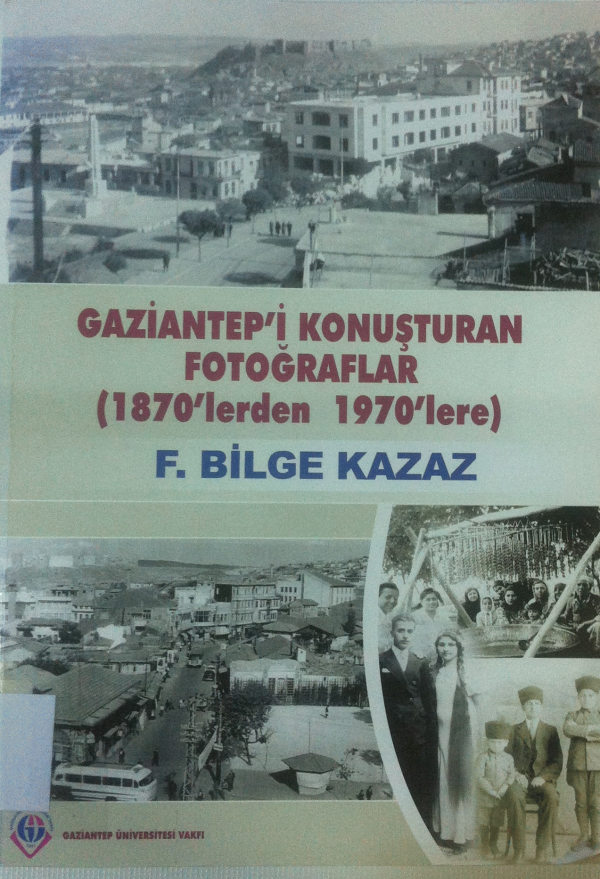 GAZİANTEP'İ KONUŞTURAN
FOTOĞRAFLAR
(1870'lerden 1970'lere)
F. BİLGE KAZAZ
GAZİANTEP ÜNİVERSİTESİ VAKFI